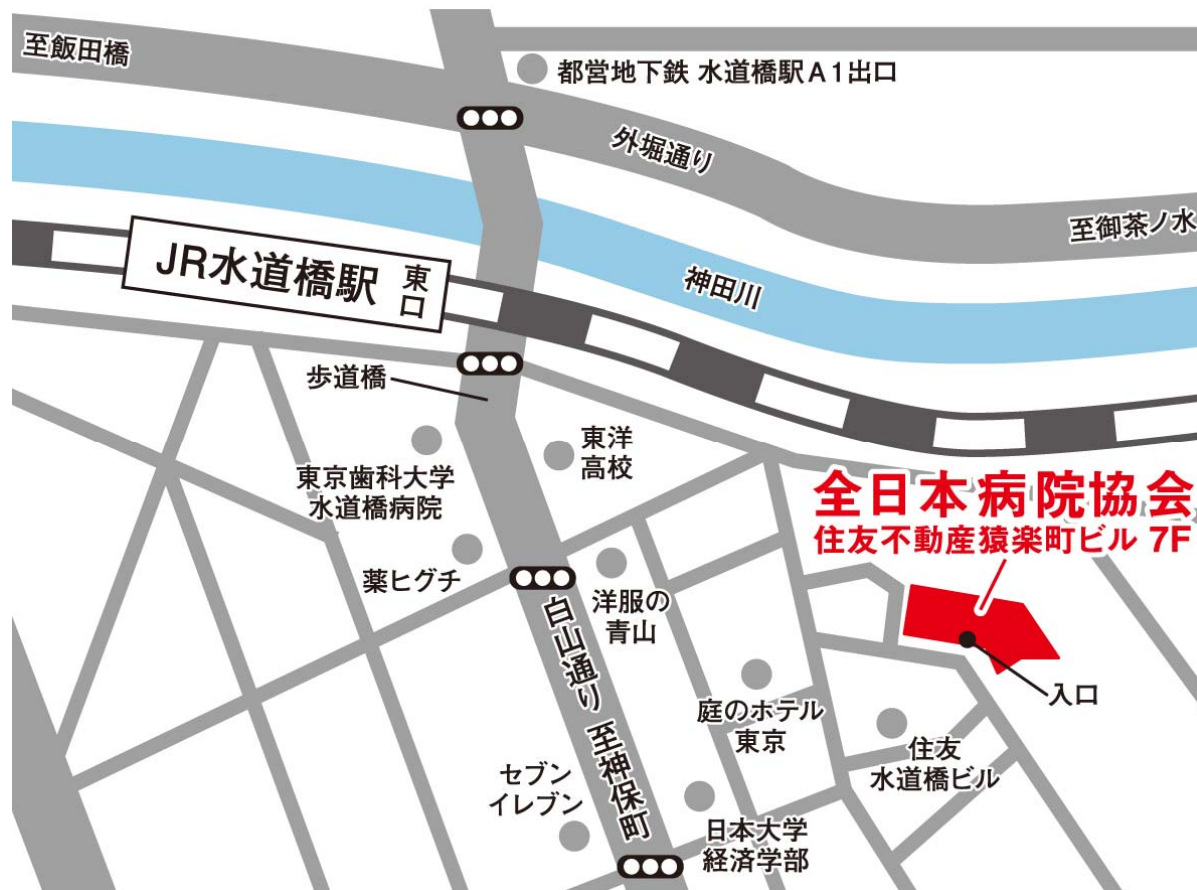 至飯田橋
都営地下鉄 水道橋駅A1出口
外堀通り
至御茶ノ水
JR水道橋駅
東口
神田川
歩道橋
東洋
高校
東京歯科大学
水道橋病院
全日本病院協会
住友不動産猿楽町ビル 7F
薬ヒグチ
洋服の
青山
白山通り 至神保町
入口
庭のホテル
東京
住友
水道橋ビル
セブン
イレブン
日本大学
経済学部